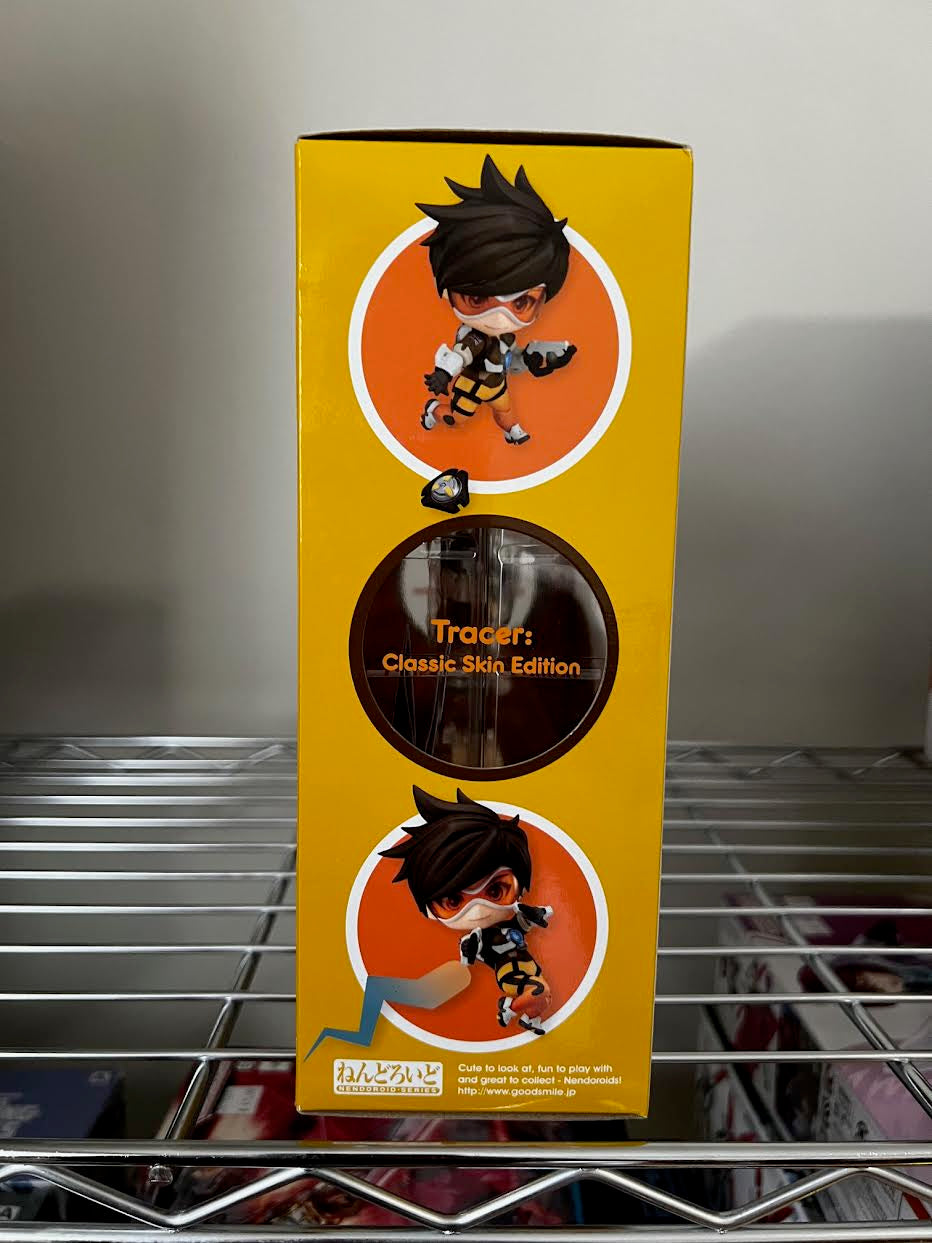 Tracer:
Classic Skin Edition
ねんどろいど
NENDOROID·SERIES
Cute to look at, fun to play with
and great to collect - Nendoroids!
http://www.goodsmile.jp